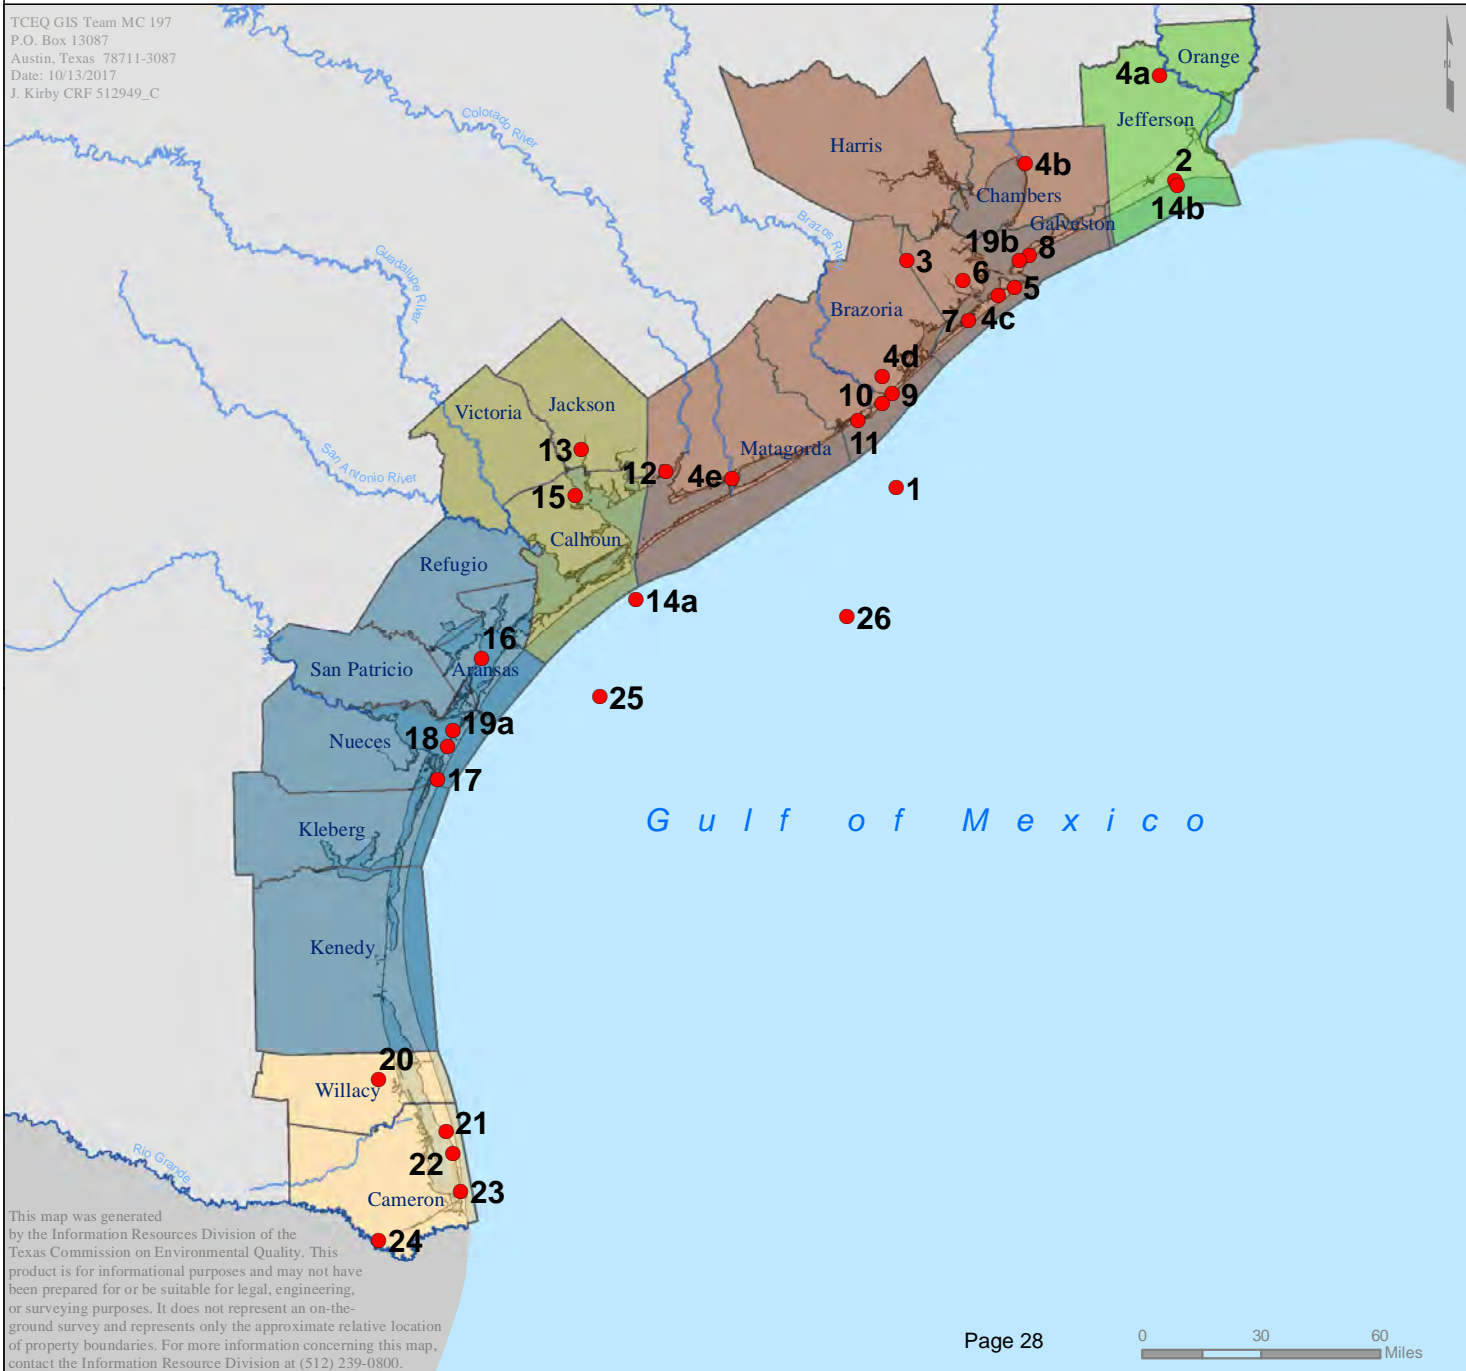 TCEQ GIS Team MC 197
P.O. Box 13087
Austin, Texas 78711-3087
Date: 10/13/2017
J. Kirby CRF 512949_C
N
Orange
4a
Jefferson
Colorado River
Harris
2
4b
Chambers
14b
Brazos River
Galveston
19b
8
Guadalupe River
3
6
5
Brazoria
7
4c
4d
10
9
Victoria
Jackson
11
San Antonio River
13
Matagorda
12
4e
15
1
Calhoun
Refugio
14a
26
16
San Patricio
Aransas
25
19a
18
Nueces
17
Gulf of Mexico
Kleberg
Kenedy
20
Willacy
21
22
Rio Grande
23
Cameron
24
This map was generated
by the Information Resources Division of the
Texas Commission on Environmental Quality. This
product is for informational purposes and may not have
been prepared for or be suitable for legal, engineering,
or surveying purposes. It does not represent an on-the-
ground survey and represents only the approximate relative location
of property boundaries. For more information concerning this map,
contact the Information Resource Division at (512) 239-0800.
Page 28
0 30 60
Miles